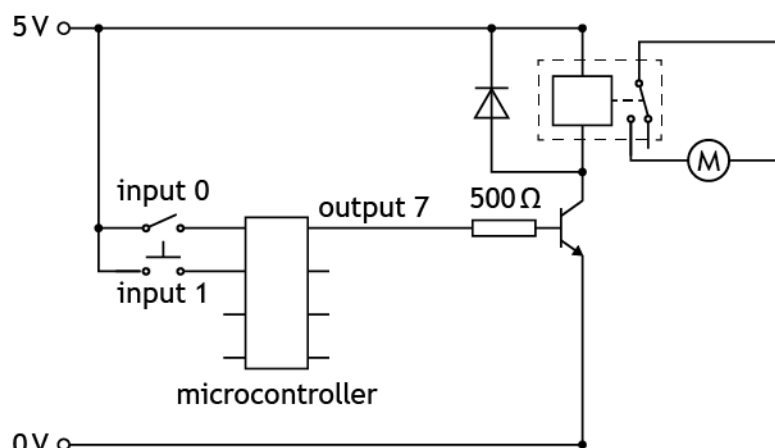 5 V
input 0
output 7
500 Ω
M
input 1
microcontroller
0 V